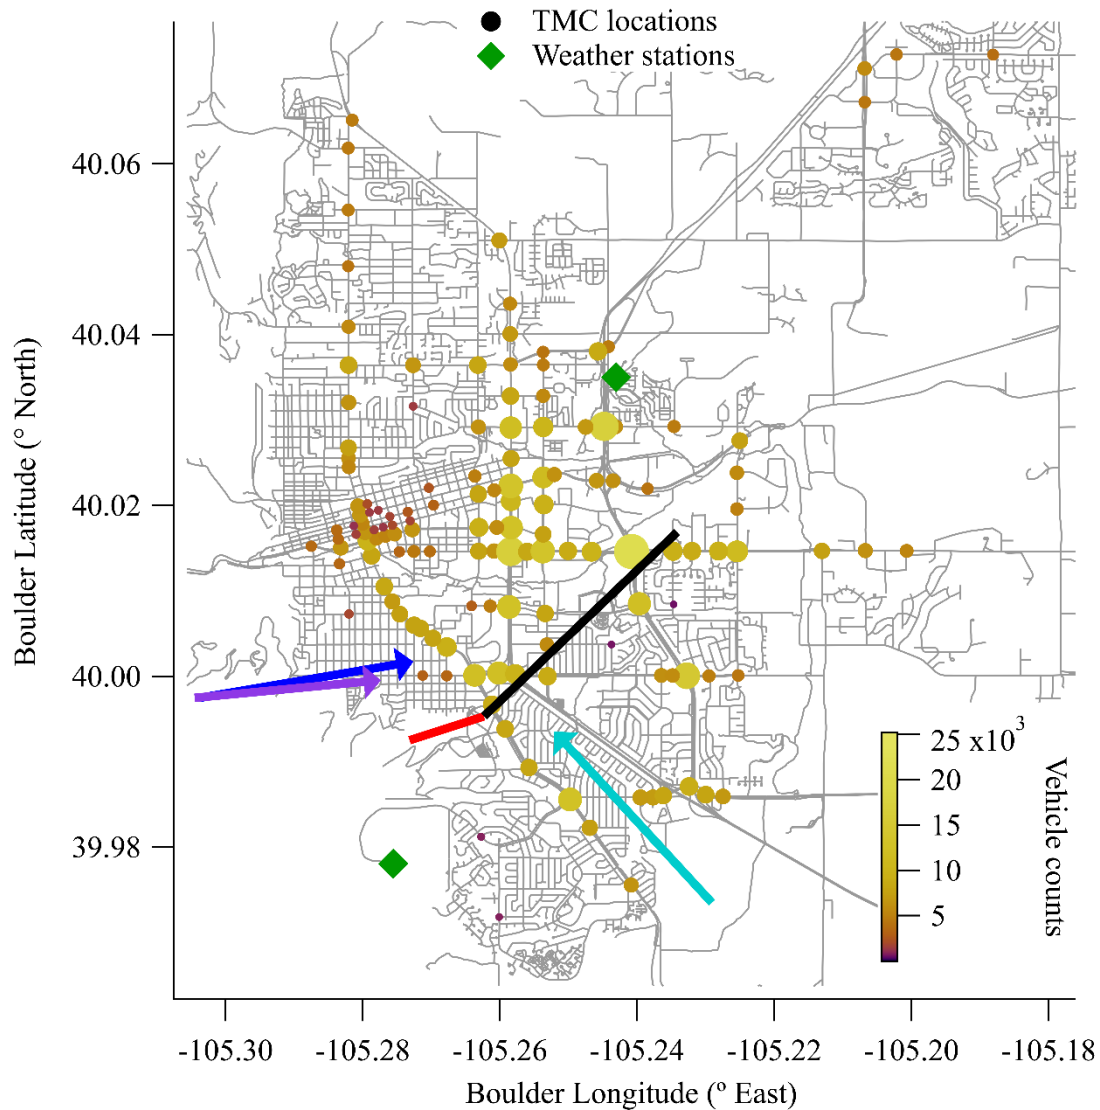 TMC locations
Weather stations
40.06
40.04
40.02
40.00
39.98
Boulder Latitude (° North)
25 x10³
20
15
10
5
Vehicle counts
-105.30 -105.28 -105.26 -105.24 -105.22 -105.20 -105.18
Boulder Longitude (º East)